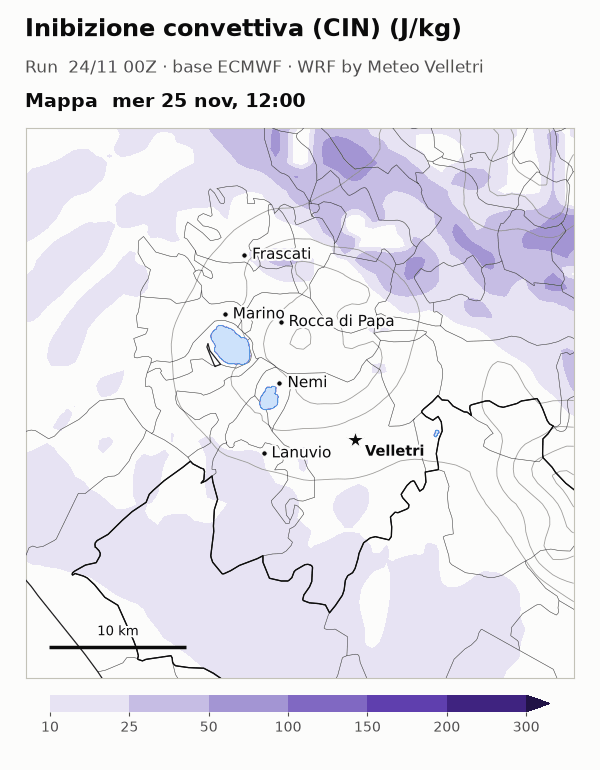 Inibizione convettiva (CIN) (J/kg)
Run 24/11 00Z · base ECMWF · WRF by Meteo Velletri
Mappa mer 25 nov, 12:00
Frascati
Marino
Rocca di Papa
Nemi
Velletri
Lanuvio
10 km
10 25 50 100 150 200 300